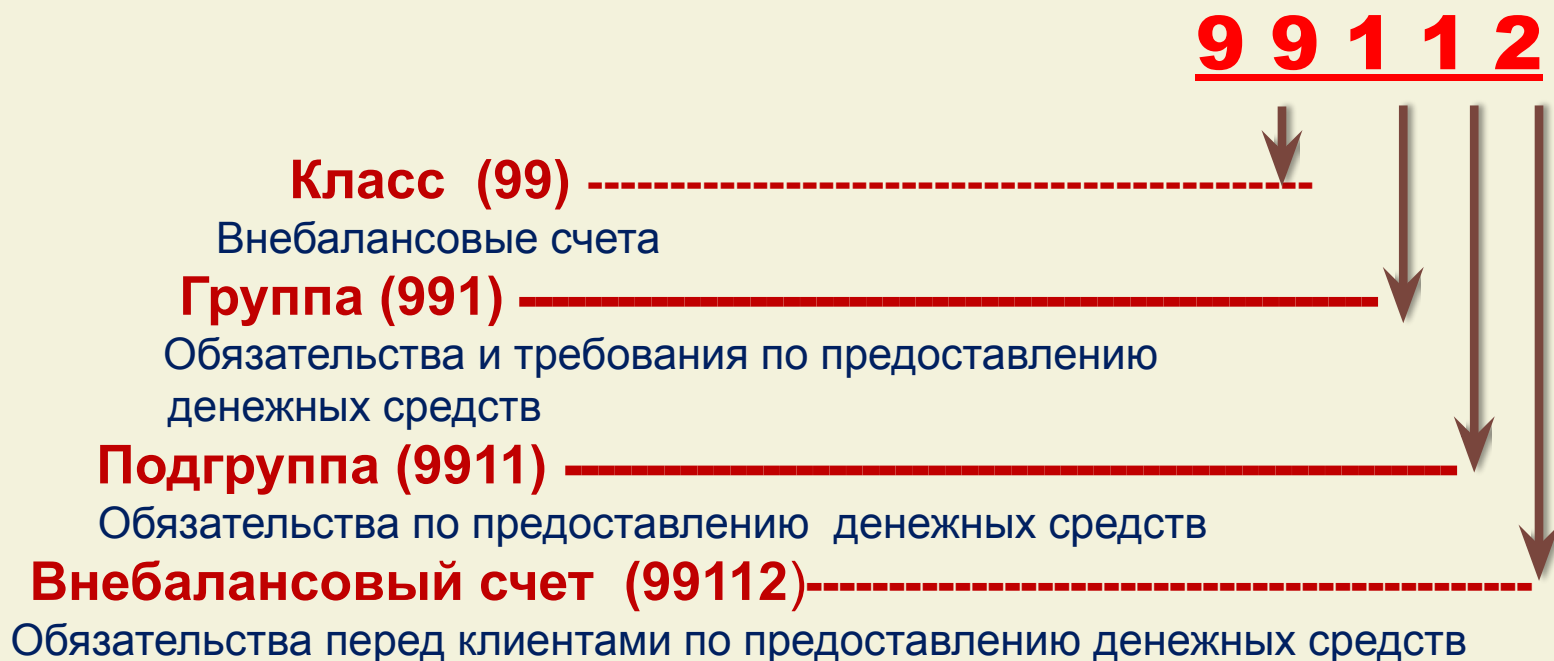 9 9 1 1 2
Класс (99) --------------------------------------------
Внебалансовые счета
Группа (991) ----------------------------------------------------
Обязательства и требования по предоставлению
денежных средств
Подгруппа (9911) ------------------------------------------------------
Обязательства по предоставлению денежных средств
Внебалансовый счет (99112)--------------------------------------------
Обязательства перед клиентами по предоставлению денежных средств